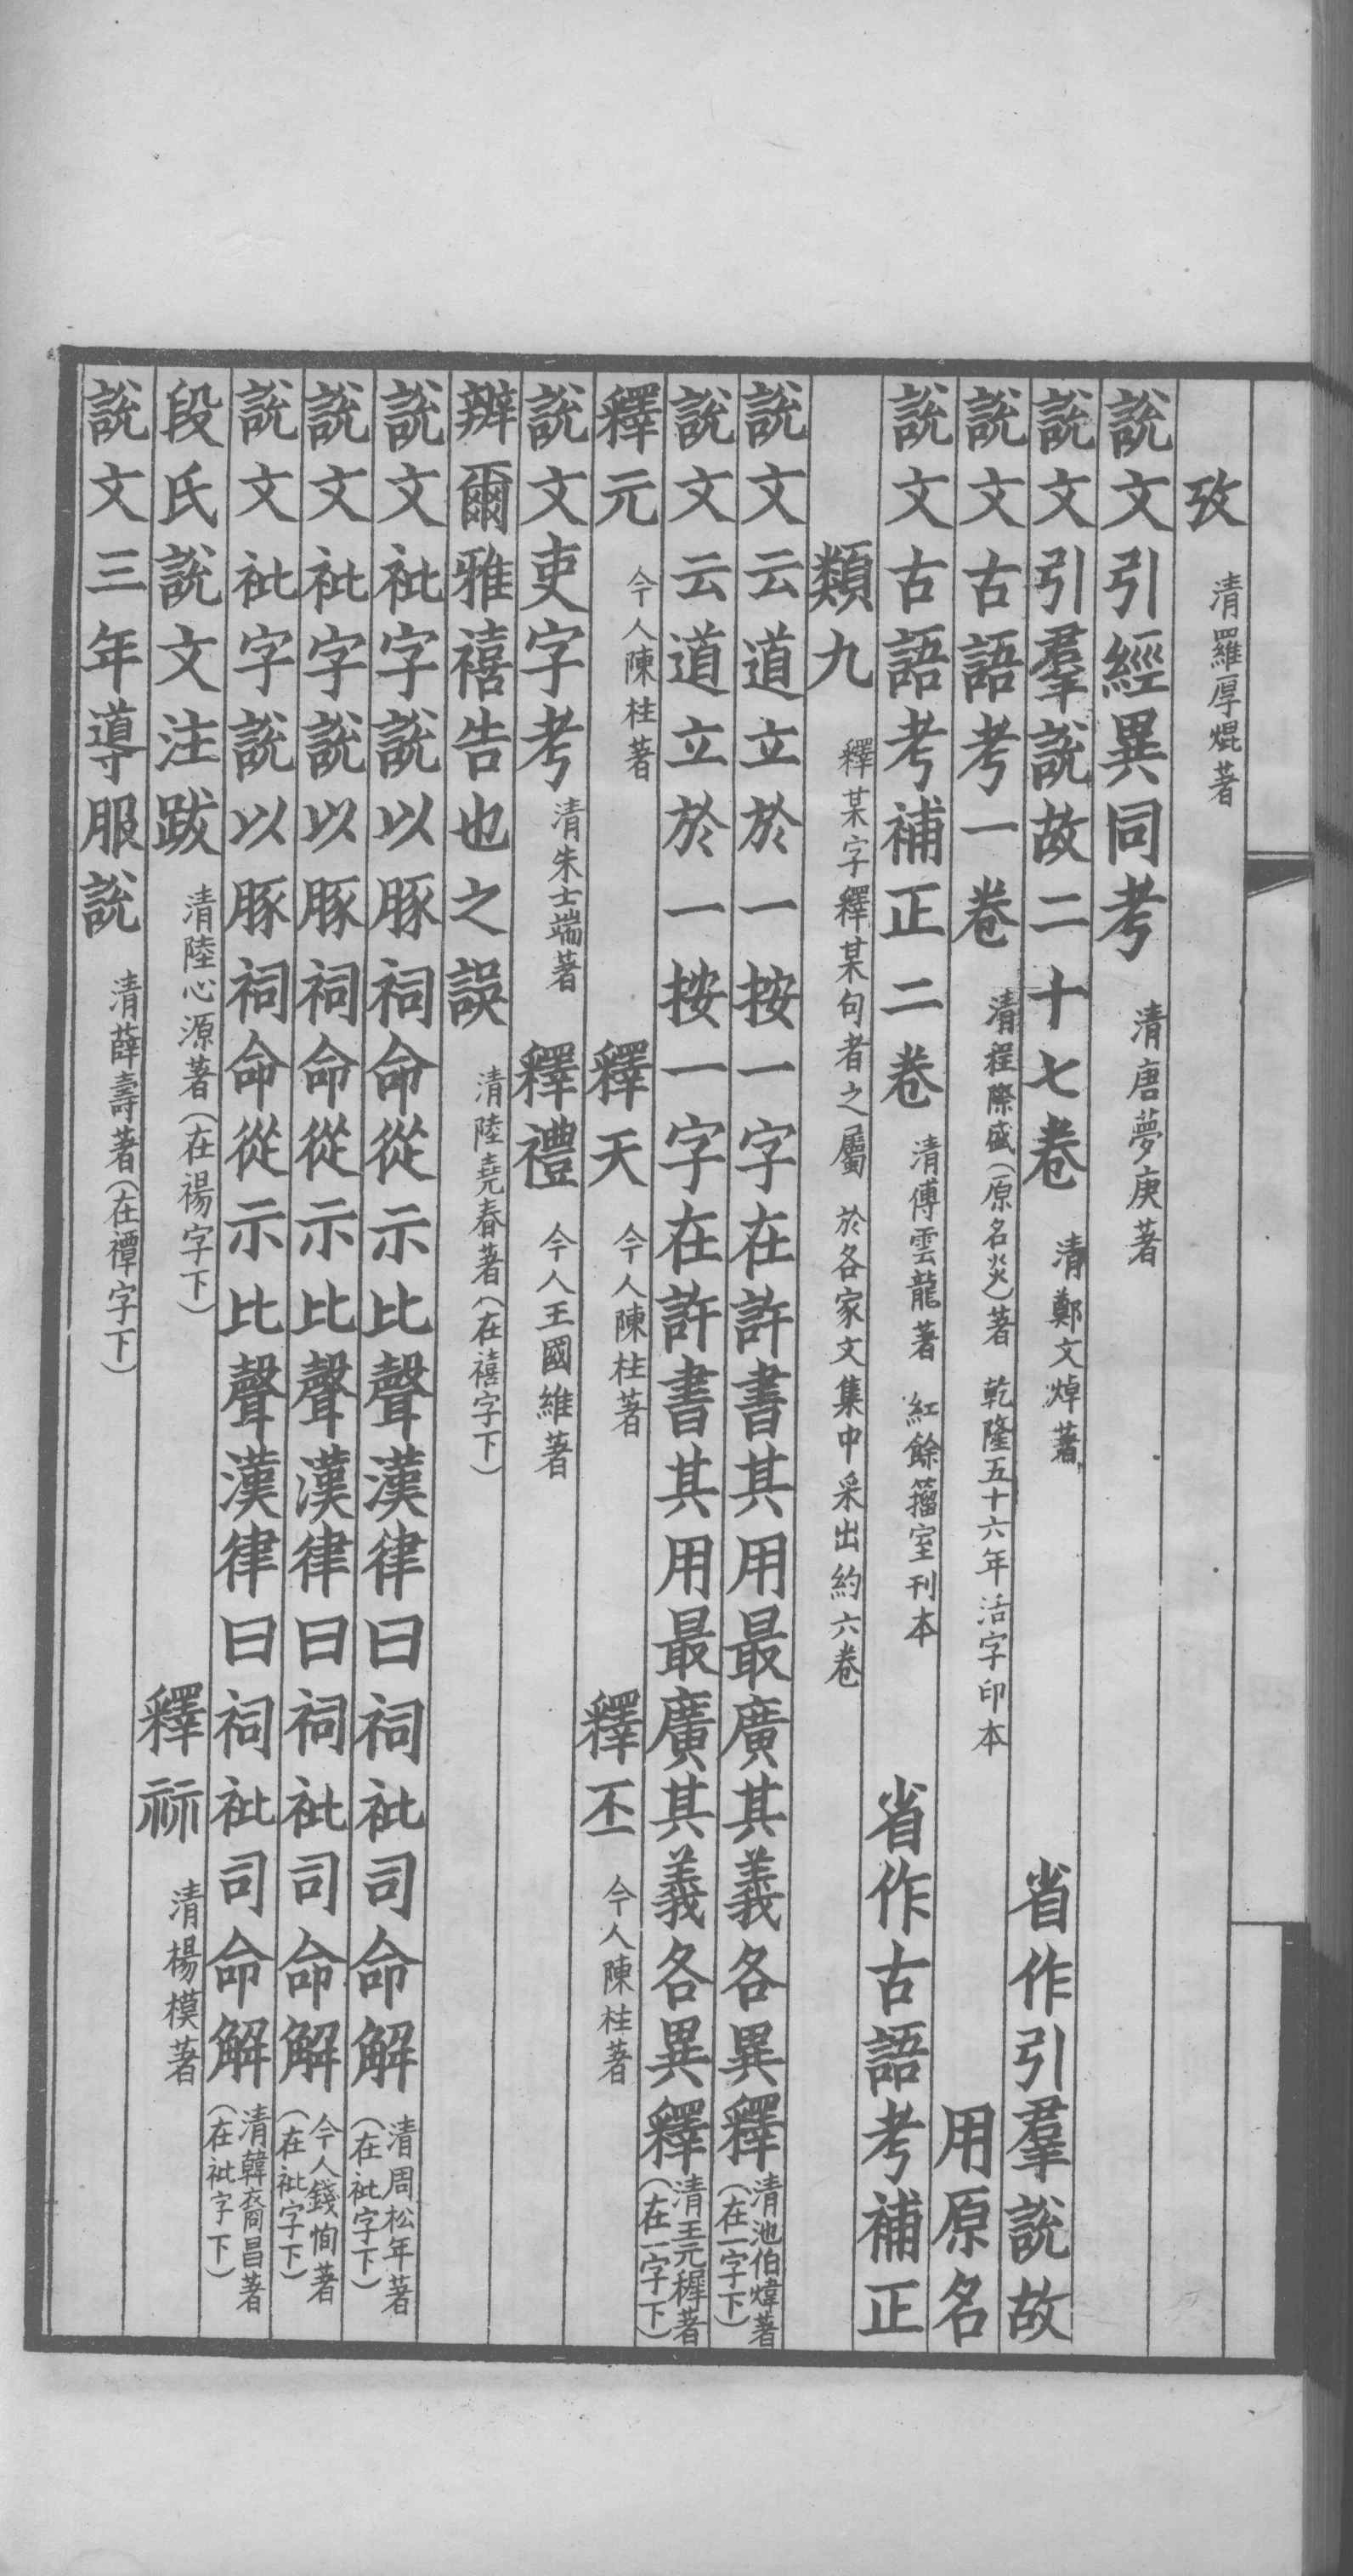 攷 清羅厚焜著
說文引經異同考 清唐夢庚著
說文引羣說故二十七卷 清鄭文焯著 省作引羣說故
說文古語考一卷 清程際盛(原名炎)著 乾隆五十六年活字印本 用原名
說文古語考補正二卷 清傅雲龍著 紅餘籀室刊本 省作古語考補正
類九 釋某字釋某句者之屬 於各家文集中采出約六卷
說文云道立於一按一字在許書其用最廣其義各異釋 清池伯煒著(在一字下)
說文云道立於一按一字在許書其用最廣其義各異釋 清王元穉著(在一字下)
釋元 今人陳柱著 釋天 今人陳柱著 釋丕 今人陳柱著
說文吏字考 清朱士端著 釋禮 今人王國維著
辨爾雅禧告也之誤 清陸堯春著(在禧字下)
說文祉字說以豚祠命從示比聲漢律曰祠祉司命解 清周松年著(在祉字下)
說文祉字說以豚祠命從示比聲漢律曰祠祉司命解 今人錢恂著(在祉字下)
說文祉字說以豚祠命從示比聲漢律曰祠祉司命解 清韓裔昌著(在祉字下)
段氏說文注跋 清陸心源著(在禓字下) 釋祘 清楊模著
說文三年導服說 清薛壽著(在禫字下)